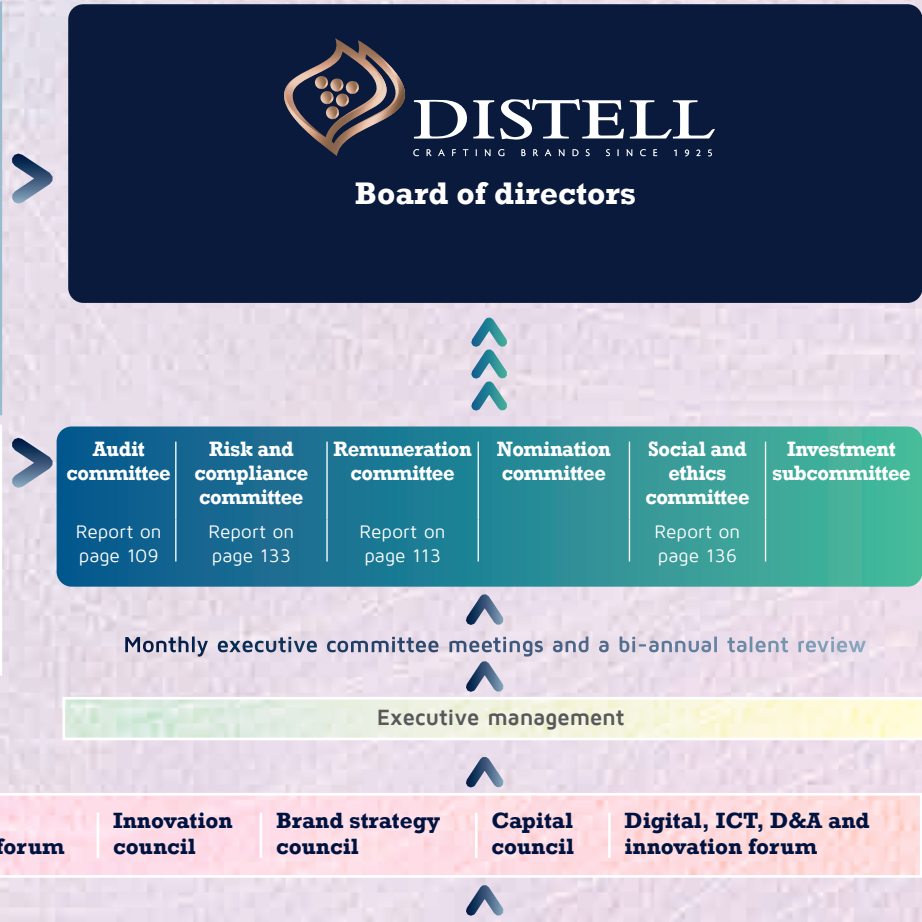 DISTELL
CRAFTING BRANDS SINCE 1925
Board of directors
Audit
committee
Report on
page 109
Risk and
compliance
committee
Report on
page 133
Remuneration
committee
Report on
page 113
Nomination
committee
Social and
ethics
committee
Report on
page 136
Investment
subcommittee
Monthly executive committee meetings and a bi-annual talent review
Executive management
forum
Innovation
council
Brand strategy
council
Capital
council
Digital, ICT, D&A and
innovation forum